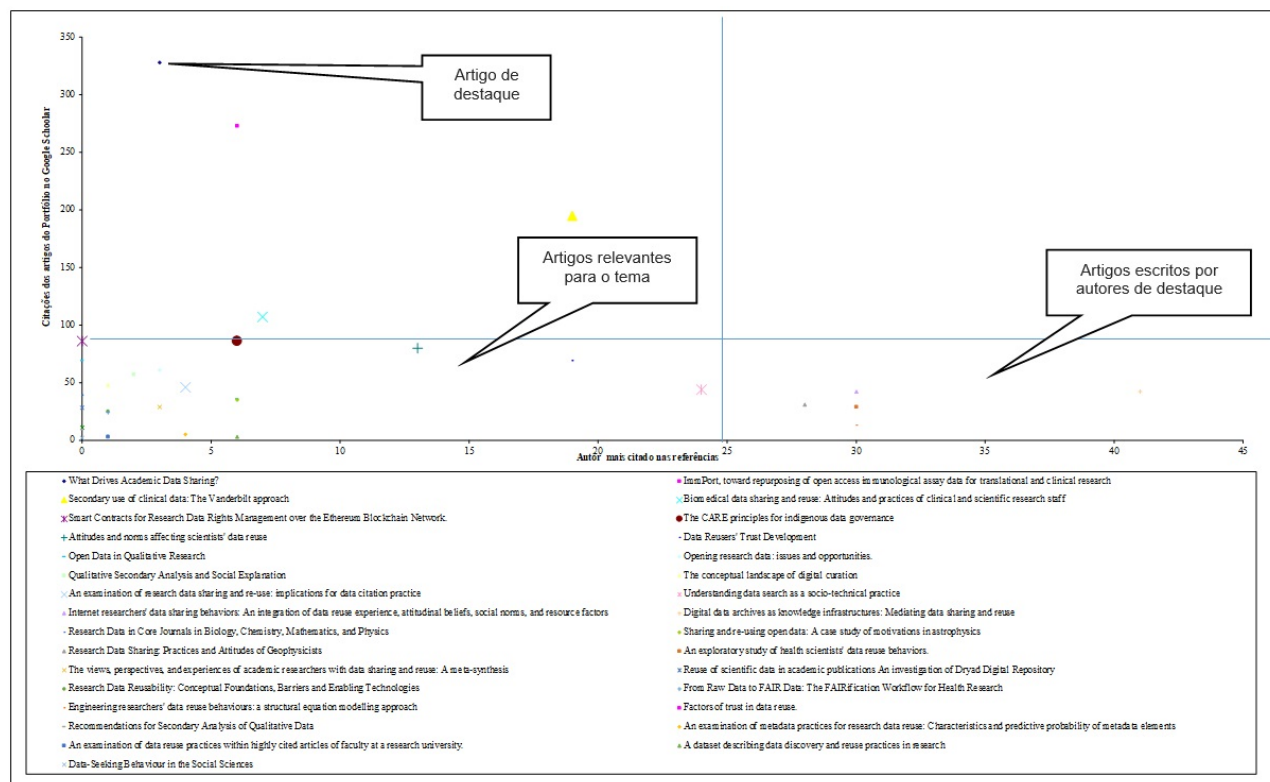 350
300
250
200
150
100
50
0
Citações dos artigos do Portfólio no Google Schoolar
Artigo de
destaque
Artigos relevantes
para o tema
Artigos escritos por
autores de destaque
0 5 10 15 20 25 30 35 40 45
Autor mais citado nas referências
What Drives Academic Data Sharing?
ImmPort, toward repurposing of open access immunological assay data for translational and clinical research
Secondary use of clinical data: The Vanderbilt approach
Biomedical data sharing and reuse: Attitudes and practices of clinical and scientific research staff
Smart Contracts for Research Data Rights Management over the Ethereum Blockchain Network.
The CARE principles for indigenous data governance
Attitudes and norms affecting scientists' data reuse
Data Reusers' Trust Development
Open Data in Qualitative Research
Opening research data: issues and opportunities.
Qualitative Secondary Analysis and Social Explanation
The conceptual landscape of digital curation
An examination of research data sharing and re-use: implications for data citation practice
Understanding data search as a socio-technical practice
Internet researchers' data sharing behaviors: An integration of data reuse experience, attitudinal beliefs, social norms, and resource factors
Digital data archives as knowledge infrastructures: Mediating data sharing and reuse
Research Data in Core Journals in Biology, Chemistry, Mathematics, and Physics
Sharing and re-using open data: A case study of motivations in astrophysics
Research Data Sharing: Practices and Attitudes of Geophysicists
An exploratory study of health scientists' data reuse behaviors.
The views, perspectives, and experiences of academic researchers with data sharing and reuse: A meta-synthesis
Reuse of scientific data in academic publications An investigation of Dryad Digital Repository
Research Data Reusability: Conceptual Foundations, Barriers and Enabling Technologies
From Raw Data to FAIR Data: The FAIRification Workflow for Health Research
Engineering researchers' data reuse behaviours: a structural equation modelling approach
Factors of trust in data reuse.
Recommendations for Secondary Analysis of Qualitative Data
An examination of metadata practices for research data reuse: Characteristics and predictive probability of metadata elements
An examination of data reuse practices within highly cited articles of faculty at a research university.
A dataset describing data discovery and reuse practices in research
Data-Seeking Behaviour in the Social Sciences